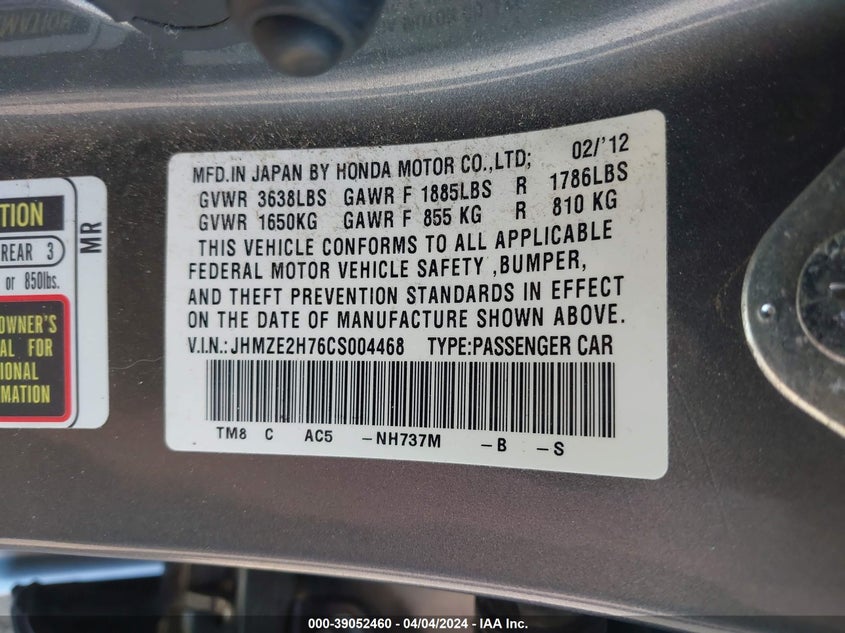 MFD.IN JAPAN BY HONDA MOTOR CO.,LTD; 02/'12
GVWR 3638LBS GAWR F 1885LBS R 1786LBS
GVWR 1650KG GAWR F 855 KG R 810 KG
THIS VEHICLE CONFORMS TO ALL APPLICABLE
FEDERAL MOTOR VEHICLE SAFETY ,BUMPER,
AND THEFT PREVENTION STANDARDS IN EFFECT
ON THE DATE OF MANUFACTURE SHOWN ABOVE.
V.I.N.: JHMZE2H76CS004468 TYPE:PASSENGER CAR
TM8 C AC5 -NH737M -B -S
TION
REAR 3
or 850lbs.
OWNER'S
AL FOR
IONAL
RMATION
MR
000-39052460 - 04/04/2024 - IAA Inc.